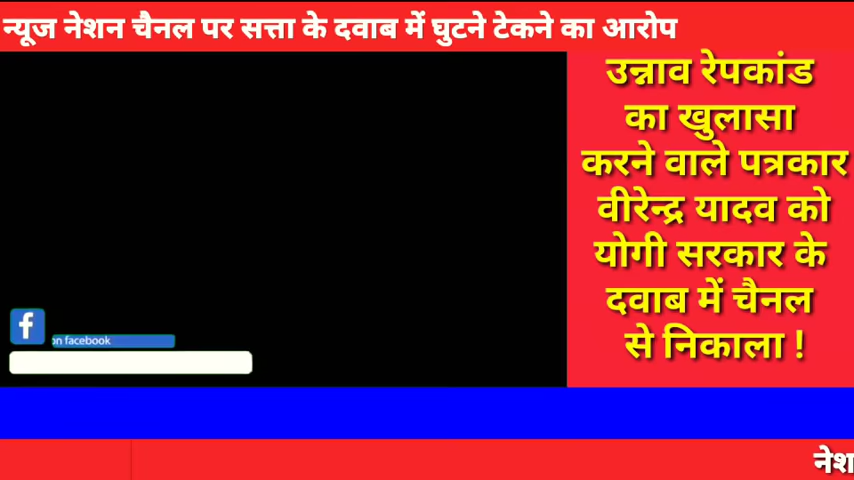 न्यूज नेशन चैनल पर सत्ता के दवाब में घुटने टेकने का आरोप
उन्नाव रेपकांड
का खुलासा
करने वाले पत्रकार
वीरेन्द्र यादव को
योगी सरकार के
दवाब में चैनल
से निकाला !
f
on facebook
नेश